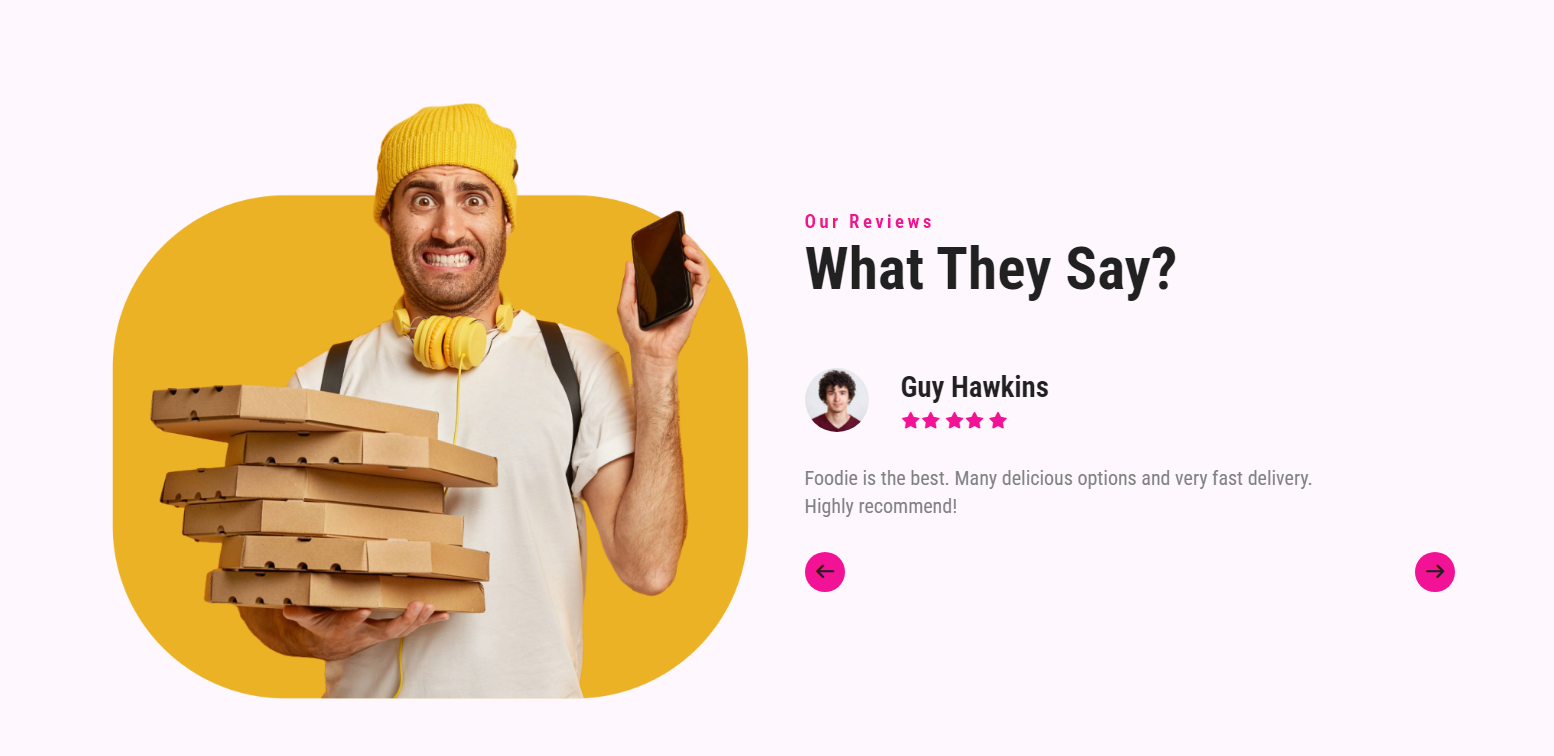 Our Reviews
What They Say?
Guy Hawkins
Foodie is the best. Many delicious options and very fast delivery.
Highly recommend!